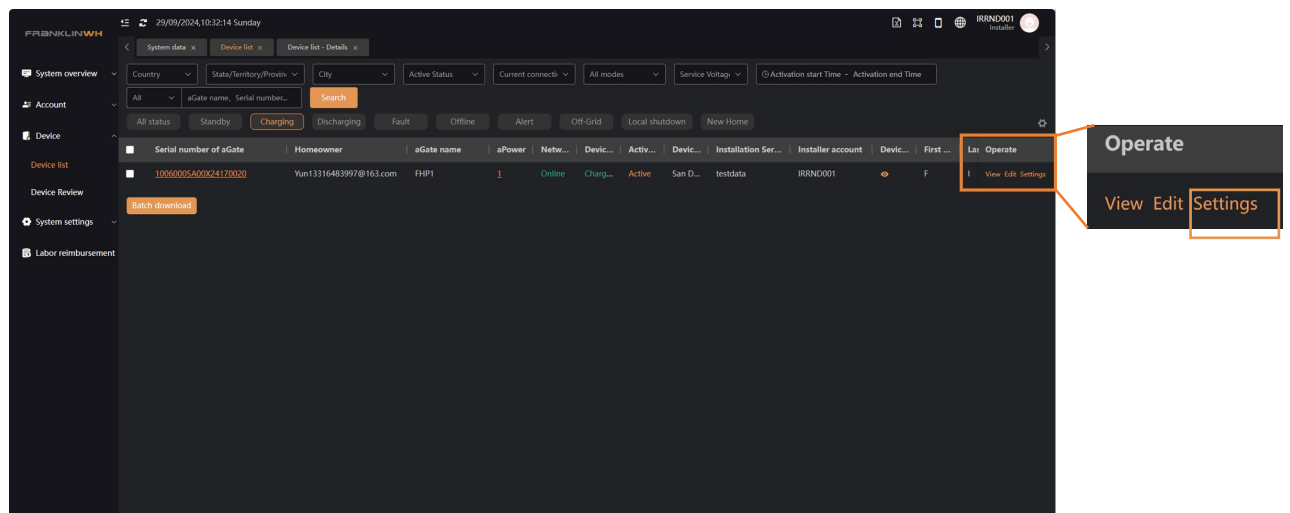 FRANKLINWH
29/09/2024,10:32:14 Sunday
IRRND001
Installer
System data × Device list × Device list - Details ×
System overview
Account
Device
Device list
Device Review
System settings
Labor reimbursement
Country State/Territory/Provin City Active Status Current connecti All modes Service Voltag Activation start Time - Activation end Time
All aGate name, Serial number... Search
All status Standby Charging Discharging Fault Offline Alert Off-Grid Local shutdown New Home
Serial number of aGate Homeowner aGate name aPower Netw... Devic... Activ... Devic... Installation Ser... Installer account Devic... First ... Las Operate
10060005A00X24170020 Yun13316483997@163.com FHP1 1 Online Charg... Active San D... testdata IRRND001 F l View Edit Settings
Batch download
Operate
View Edit Settings